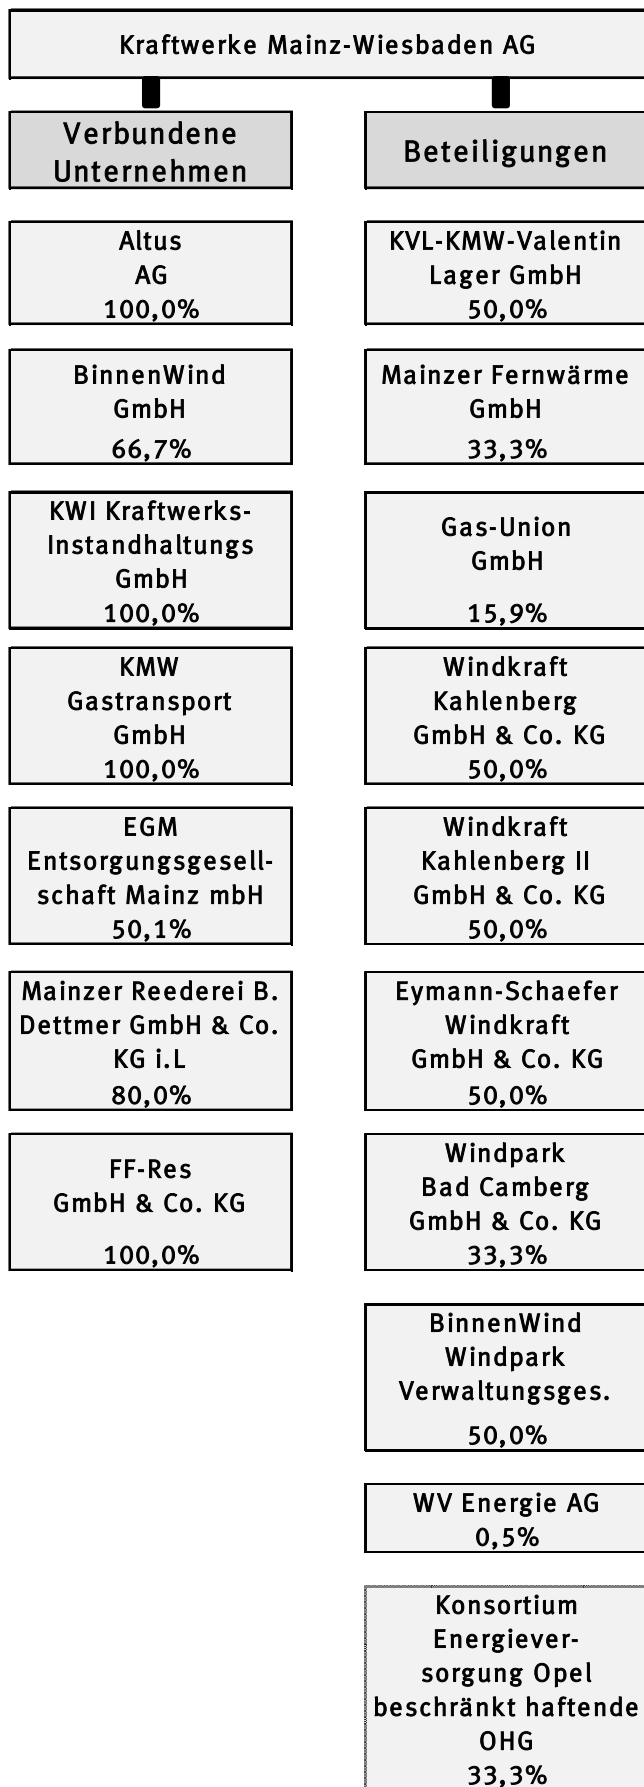 Kraftwerke Mainz-Wiesbaden AG
Verbundene
Unternehmen
Altus
AG
100,0%
BinnenWind
GmbH
66,7%
KWI Kraftwerks-
Instandhaltungs
GmbH
100,0%
KMW
Gastransport
GmbH
100,0%
EGM
Entsorgungsgesell-
schaft Mainz mbH
50,1%
Mainzer Reederei B.
Dettmer GmbH & Co.
KG i.L
80,0%
FF-Res
GmbH & Co. KG
100,0%
Beteiligungen
KVL-KMW-Valentin
Lager GmbH
50,0%
Mainzer Fernwärme
GmbH
33,3%
Gas-Union
GmbH
15,9%
Windkraft
Kahlenberg
GmbH & Co. KG
50,0%
Windkraft
Kahlenberg II
GmbH & Co. KG
50,0%
Eymann-Schaefer
Windkraft
GmbH & Co. KG
50,0%
Windpark
Bad Camberg
GmbH & Co. KG
33,3%
BinnenWind
Windpark
Verwaltungsges.
50,0%
WV Energie AG
0,5%
Konsortium
Energiever-
sorgung Opel
beschränkt haftende
OHG
33,3%